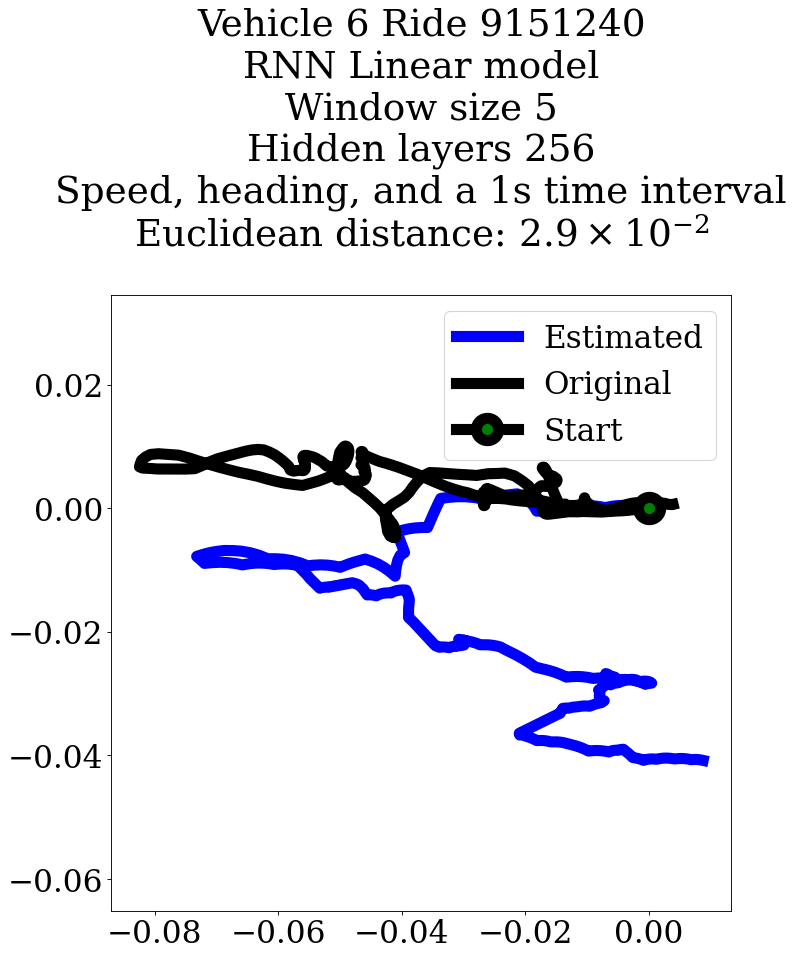 Vehicle 6 Ride 9151240
RNN Linear model
Window size 5
Hidden layers 256
Speed, heading, and a 1s time interval
Euclidean distance: 2.9 × 10⁻²
Estimated
Original
Start
0.02
0.00
−0.02
−0.04
−0.06
−0.08 −0.06 −0.04 −0.02 0.00